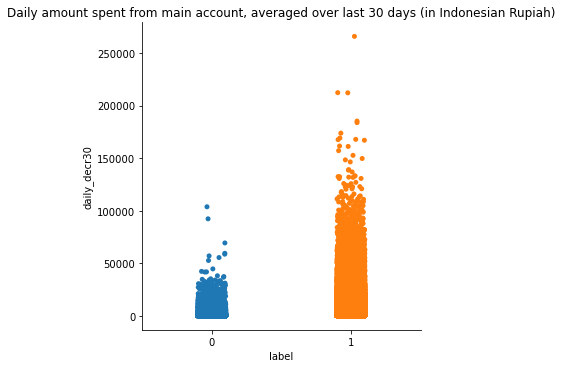 Daily amount spent from main account, averaged over last 30 days (in Indonesian Rupiah)
250000
200000
150000
100000
50000
0
daily_decr30
0 1
label